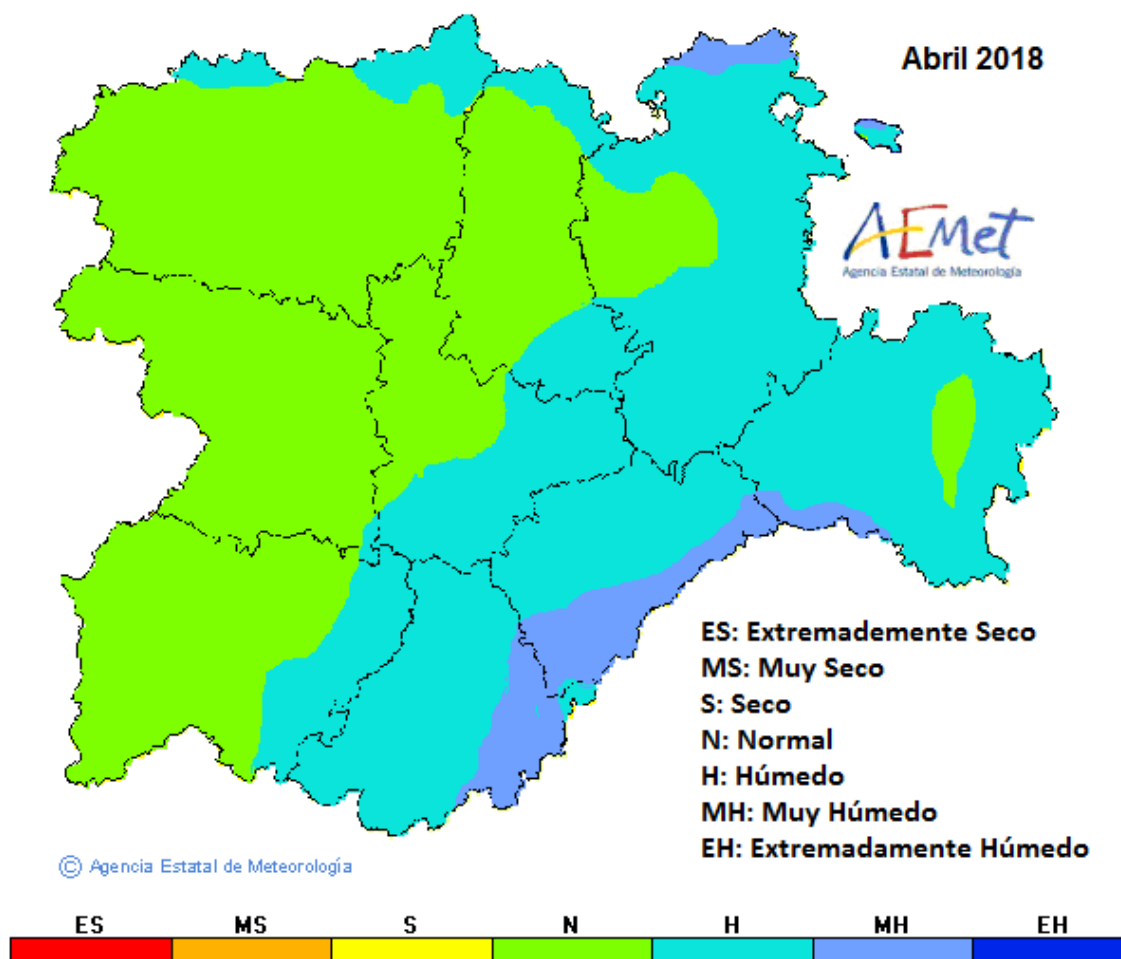 Abril 2018
AEMet
Agencia Estatal de Meteorología
ES: Extremademente Seco
MS: Muy Seco
S: Seco
N: Normal
H: Húmedo
MH: Muy Húmedo
EH: Extremadamente Húmedo
© Agencia Estatal de Meteorología
ES MS S N H MH EH